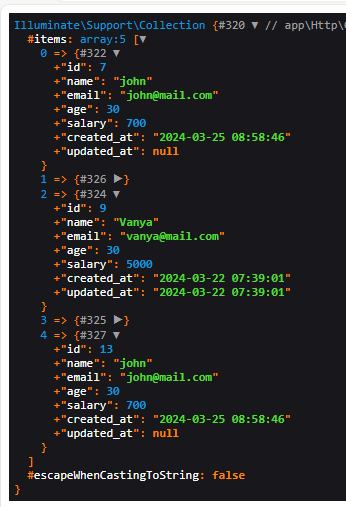 Illuminate\Support\Collection {#320 ▼ // app\Http\C
#items: array:5 [▼
0 => {#322 ▼
+"id": 7
+"name": "john"
+"email": "john@mail.com"
+"age": 30
+"salary": 700
+"created_at": "2024-03-25 08:58:46"
+"updated_at": null
}
1 => {#326 ▶}
2 => {#324 ▼
+"id": 9
+"name": "Vanya"
+"email": "vanya@mail.com"
+"age": 30
+"salary": 5000
+"created_at": "2024-03-22 07:39:01"
+"updated_at": "2024-03-22 07:39:01"
}
3 => {#325 ▶}
4 => {#327 ▼
+"id": 13
+"name": "john"
+"email": "john@mail.com"
+"age": 30
+"salary": 700
+"created_at": "2024-03-25 08:58:46"
+"updated_at": null
}
]
#escapeWhenCastingToString: false
}